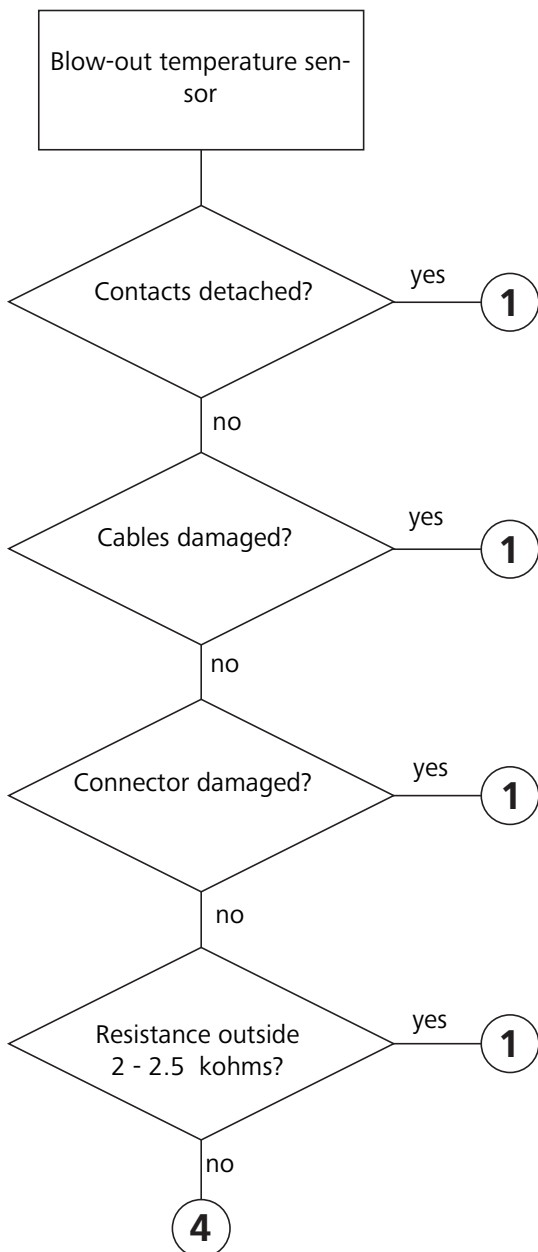 Blow-out temperature sen-
sor
Contacts detached?
yes
1
no
Cables damaged?
yes
1
no
Connector damaged?
yes
1
no
Resistance outside
2 - 2.5 kohms?
yes
1
no
4